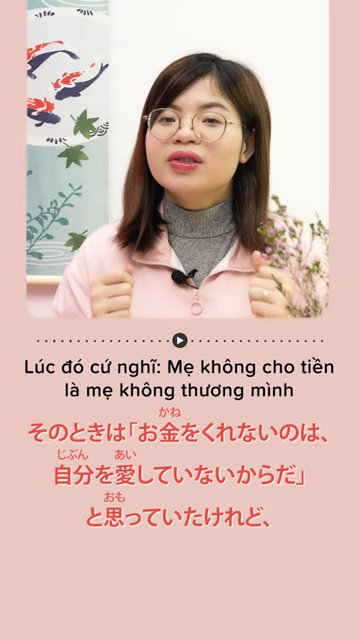 Lúc đó cứ nghĩ: Mẹ không cho tiền
là mẹ không thương mình
かね
そのときは「お金をくれないのは、
じぶん あい
自分を愛していないからだ」
おも
と思っていたけれど、